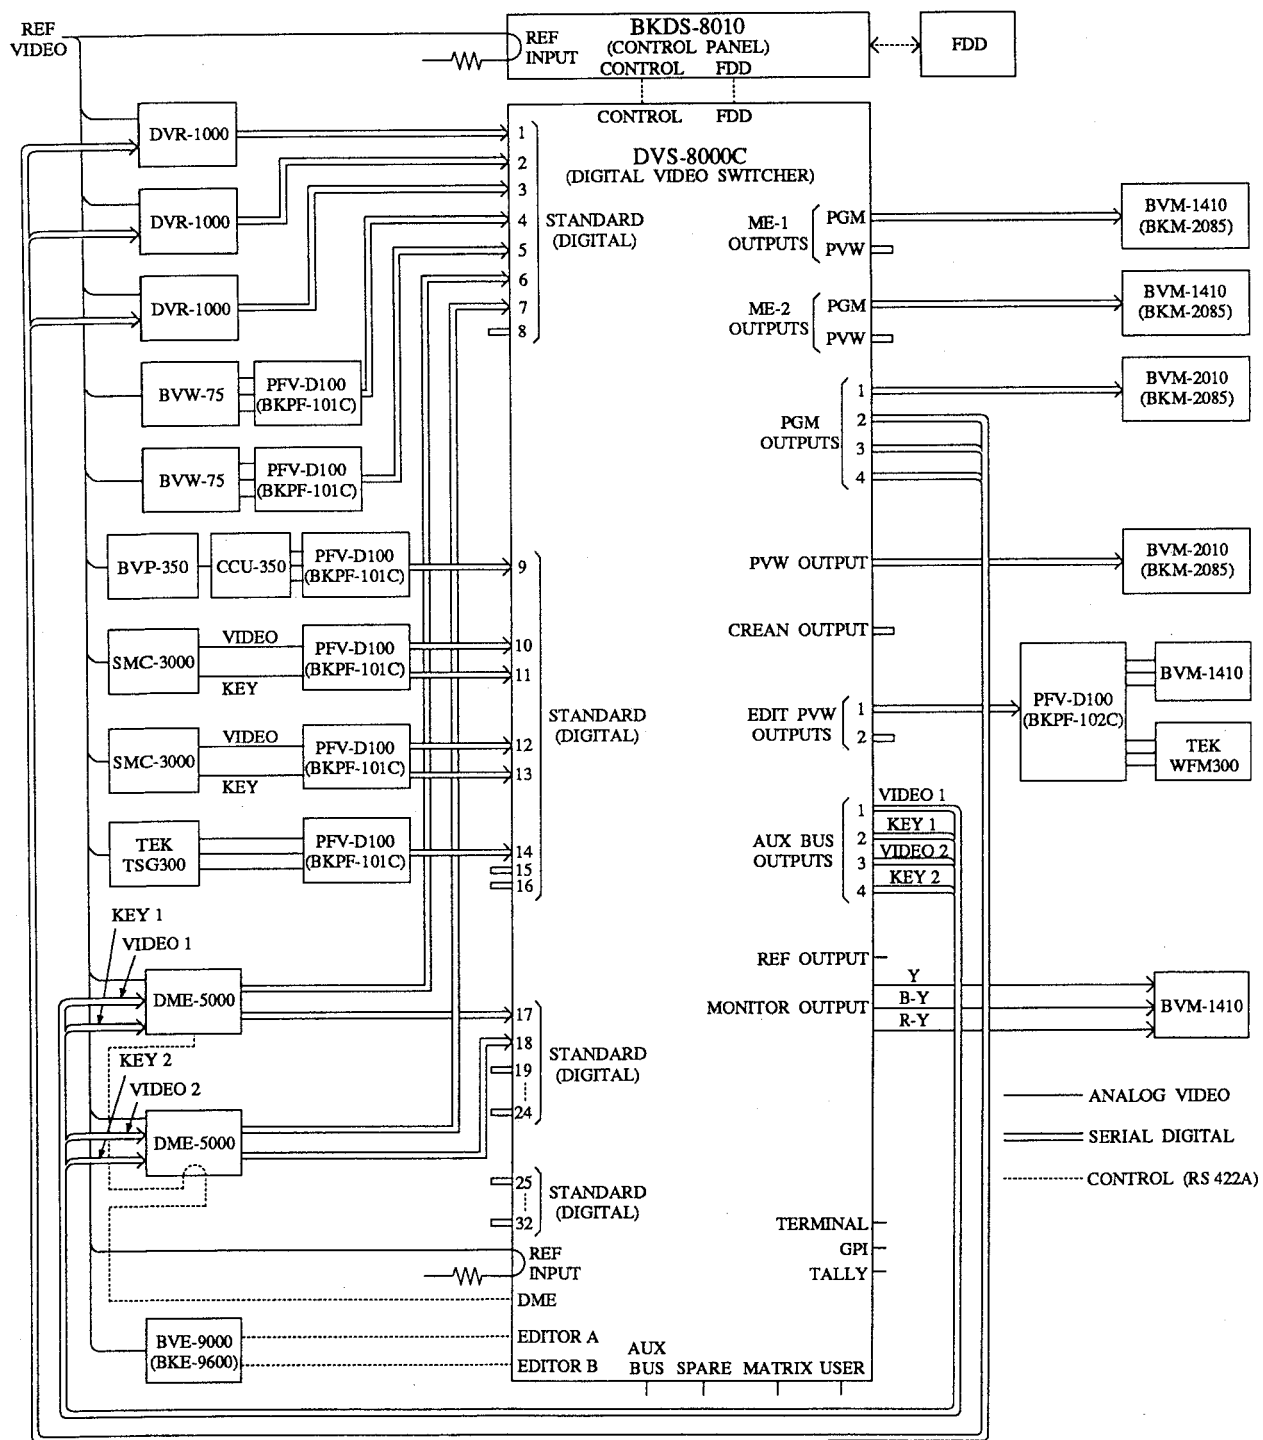 REF
VIDEO
BKDS-8010
(CONTROL PANEL)
REF
INPUT
CONTROL FDD
FDD
CONTROL FDD
DVS-8000C
(DIGITAL VIDEO SWITCHER)
DVR-1000
DVR-1000
DVR-1000
BVW-75
PFV-D100
(BKPF-101C)
BVW-75
PFV-D100
(BKPF-101C)
1
2
3
4
5
6
7
8
STANDARD
(DIGITAL)
BVP-350
CCU-350
PFV-D100
(BKPF-101C)
SMC-3000
VIDEO
KEY
PFV-D100
(BKPF-101C)
SMC-3000
VIDEO
KEY
PFV-D100
(BKPF-101C)
TEK
TSG300
PFV-D100
(BKPF-101C)
9
10
11
12
13
14
15
16
STANDARD
(DIGITAL)
KEY 1
VIDEO 1
DME-5000
KEY 2
VIDEO 2
DME-5000
17
18
19
24
STANDARD
(DIGITAL)
25
32
STANDARD
(DIGITAL)
REF
INPUT
DME
BVE-9000
(BKE-9600)
EDITOR A
EDITOR B
AUX
BUS SPARE MATRIX USER
ME-1
OUTPUTS
PGM
PVW
BVM-1410
(BKM-2085)
ME-2
OUTPUTS
PGM
PVW
BVM-1410
(BKM-2085)
PGM
OUTPUTS
1
2
3
4
BVM-2010
(BKM-2085)
PVW OUTPUT
BVM-2010
(BKM-2085)
CREAN OUTPUT
EDIT PVW
OUTPUTS
1
2
PFV-D100
(BKPF-102C)
BVM-1410
TEK
WFM300
AUX BUS
OUTPUTS
1
2
3
4
VIDEO 1
KEY 1
VIDEO 2
KEY 2
REF OUTPUT
MONITOR OUTPUT
Y
B-Y
R-Y
BVM-1410
ANALOG VIDEO
SERIAL DIGITAL
CONTROL (RS 422A)
TERMINAL
GPI
TALLY